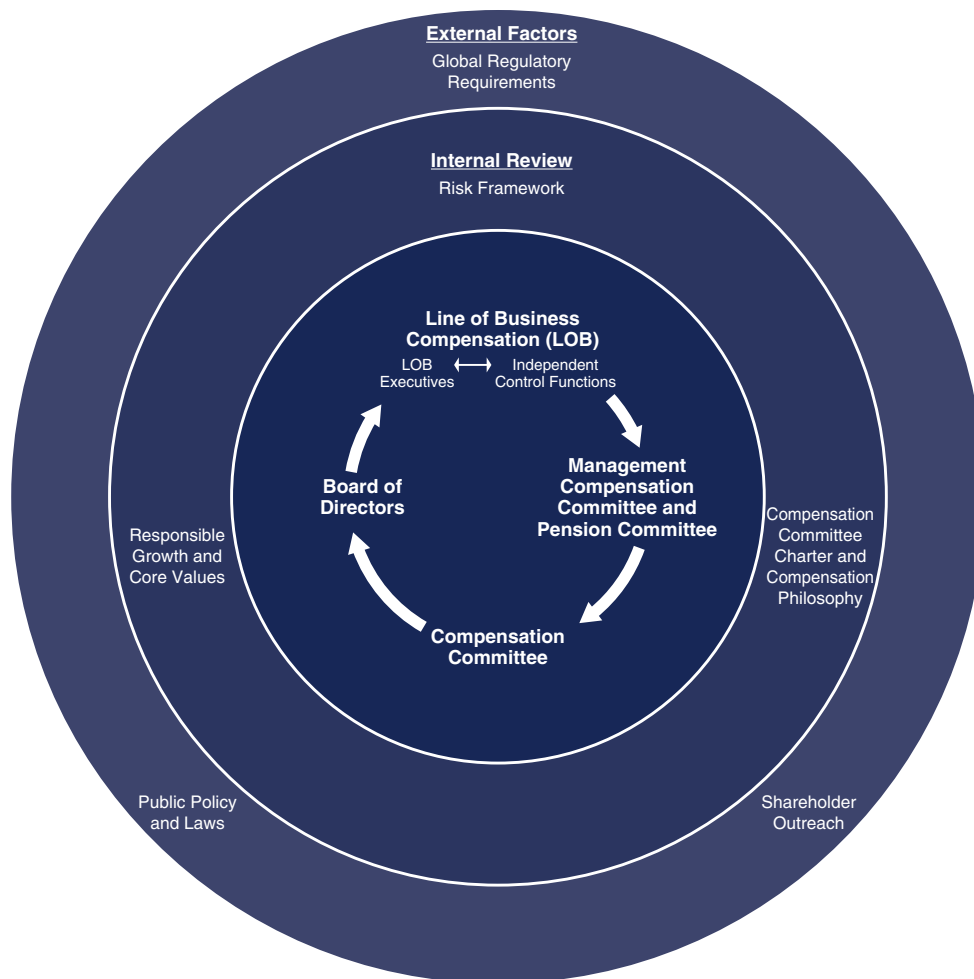 External Factors
Global Regulatory
Requirements
Internal Review
Risk Framework
Line of Business
Compensation (LOB)
LOB
Executives
Independent
Control Functions
Management
Compensation
Committee and
Pension Committee
Board of
Directors
Compensation
Committee
Responsible
Growth and
Core Values
Compensation
Committee
Charter and
Compensation
Philosophy
Public Policy
and Laws
Shareholder
Outreach